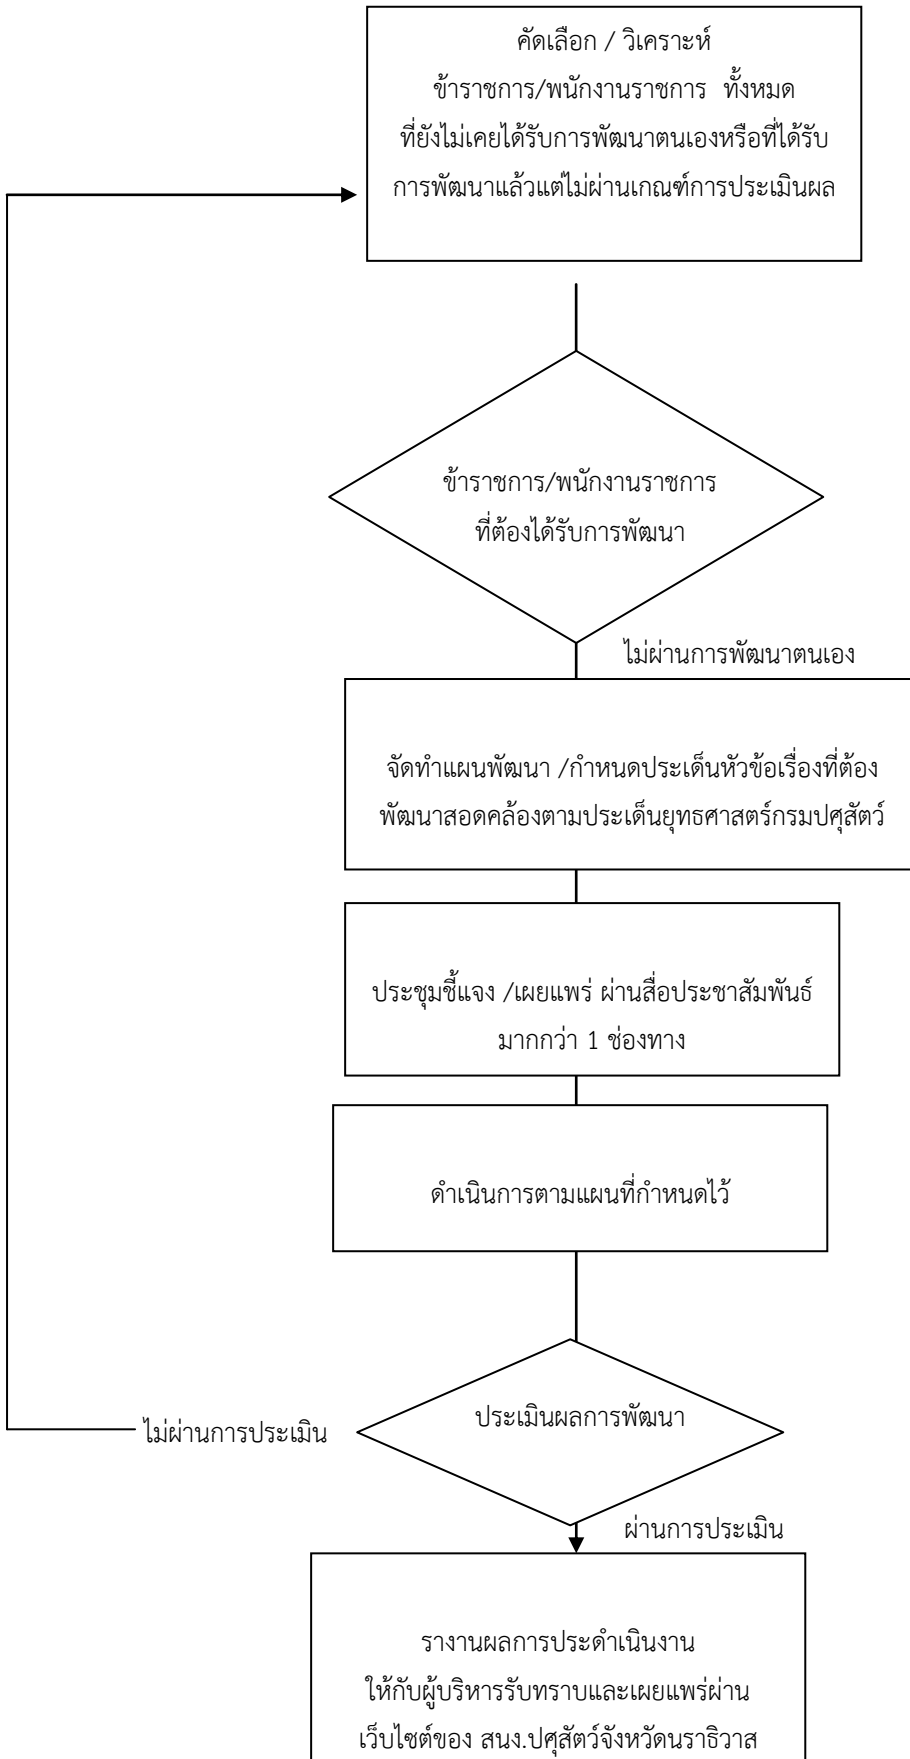 คัดเลือก / วิเคราะห์
ข้าราชการ/พนักงานราชการ ทั้งหมด
ที่ยังไม่เคยได้รับการพัฒนาตนเองหรือที่ได้รับ
การพัฒนาแล้วแต่ไม่ผ่านเกณฑ์การประเมินผล
ข้าราชการ/พนักงานราชการ
ที่ต้องได้รับการพัฒนา
ไม่ผ่านการพัฒนาตนเอง
จัดทำแผนพัฒนา /กำหนดประเด็นหัวข้อเรื่องที่ต้อง
พัฒนาสอดคล้องตามประเด็นยุทธศาสตร์กรมปศุสัตว์
ประชุมชี้แจง /เผยแพร่ ผ่านสื่อประชาสัมพันธ์
มากกว่า 1 ช่องทาง
ดำเนินการตามแผนที่กำหนดไว้
ประเมินผลการพัฒนา
ไม่ผ่านการประเมิน
ผ่านการประเมิน
รางานผลการประดำเนินงาน
ให้กับผู้บริหารรับทราบและเผยแพร่ผ่าน
เว็บไซต์ของ สนง.ปศุสัตว์จังหวัดนราธิวาส